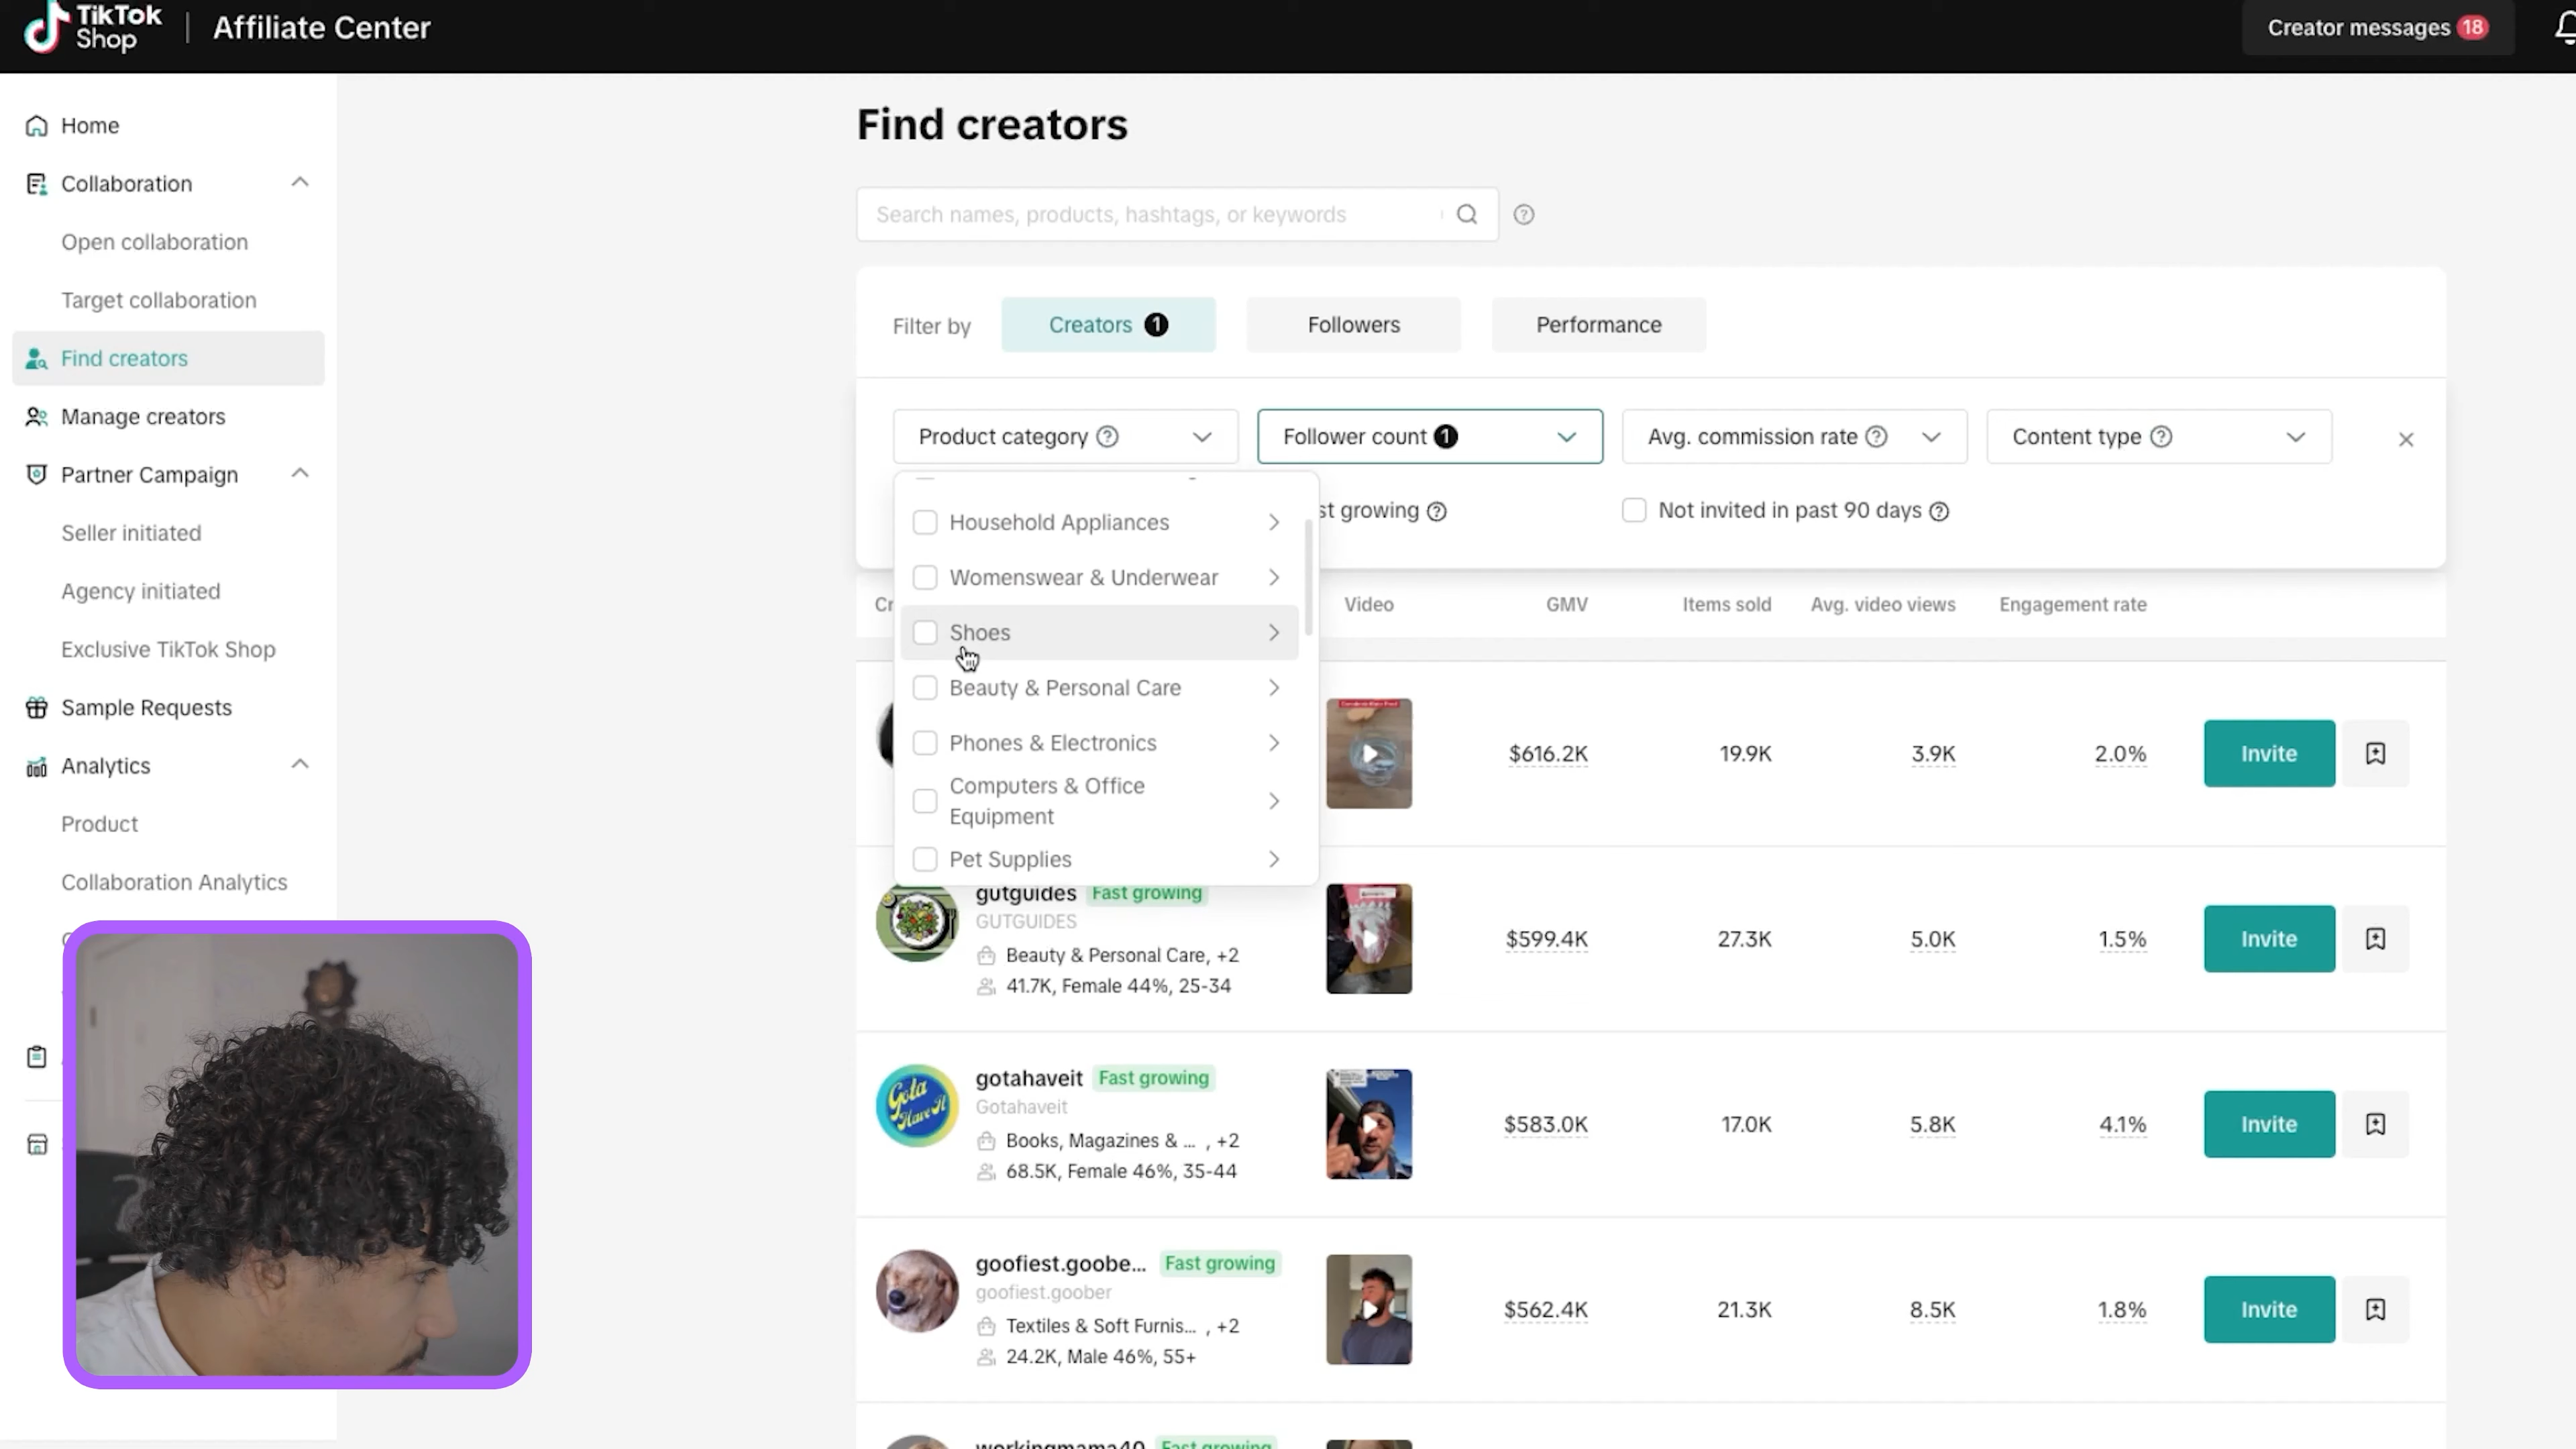 TikTok
Shop
Affiliate Center
Creator messages 18
Home
Collaboration
Open collaboration
Target collaboration
Find creators
Manage creators
Partner Campaign
Seller initiated
Agency initiated
Exclusive TikTok Shop
Sample Requests
Analytics
Product
Collaboration Analytics
Find creators
Search names, products, hashtags, or keywords
Filter by
Creators 1
Followers
Performance
Product category ?
Follower count 1
Avg. commission rate ?
Content type ?
Household Appliances
Womenswear & Underwear
Shoes
Beauty & Personal Care
Phones & Electronics
Computers & Office
Equipment
Pet Supplies
st growing ?
Not invited in past 90 days ?
Cr
Video
GMV
Items sold
Avg. video views
Engagement rate
$616.2K
19.9K
3.9K
2.0%
Invite
gutguides Fast growing
GUTGUIDES
Beauty & Personal Care, +2
41.7K, Female 44%, 25-34
$599.4K
27.3K
5.0K
1.5%
Invite
gotahaveit Fast growing
Gotahaveit
Gota
Have It
Books, Magazines & ... , +2
68.5K, Female 46%, 35-44
$583.0K
17.0K
5.8K
4.1%
Invite
goofiest.goobe... Fast growing
goofiest.goober
Textiles & Soft Furnis... , +2
24.2K, Male 46%, 55+
$562.4K
21.3K
8.5K
1.8%
Invite
workingmama40 Fast growing